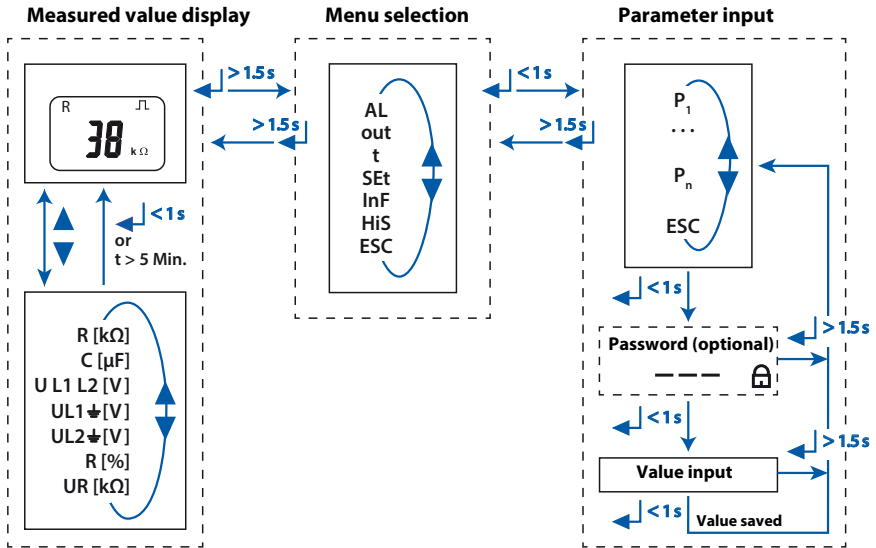 Measured value display
R
38
kΩ
> 1.5 s
> 1.5 s
< 1 s
or
t > 5 Min.
R [kΩ]
C [µF]
U L1 L2 [V]
UL1⏚[V]
UL2⏚[V]
R [%]
UR [kΩ]
Menu selection
AL
out
t
SEt
InF
HiS
ESC
< 1 s
> 1.5 s
Parameter input
P1
...
Pn
ESC
< 1 s
> 1.5 s
Password (optional)
– – –
< 1 s
> 1.5 s
Value input
< 1 s
Value saved